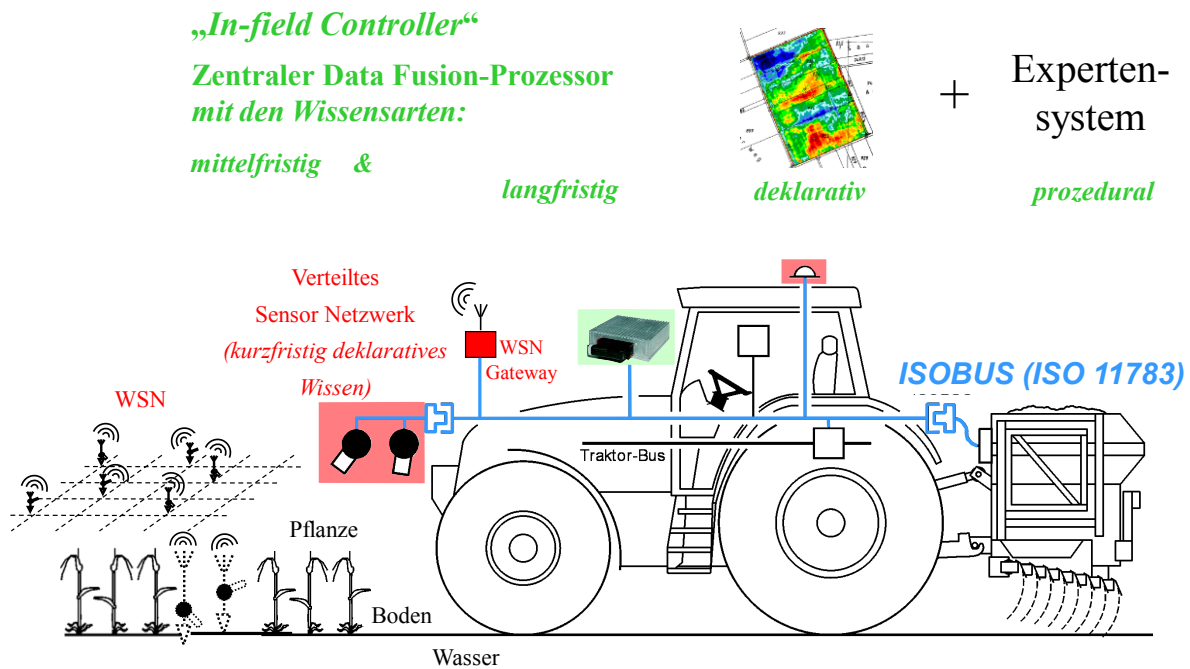 „In-field Controller“
Zentraler Data Fusion-Prozessor
mit den Wissensarten:
mittelfristig &
langfristig
deklarativ
+
Experten-
system
prozedural
Verteiltes
Sensor Netzwerk
(kurzfristig deklaratives
Wissen)
WSN
WSN
Gateway
ISOBUS (ISO 11783)
Traktor-Bus
Pflanze
Boden
Wasser